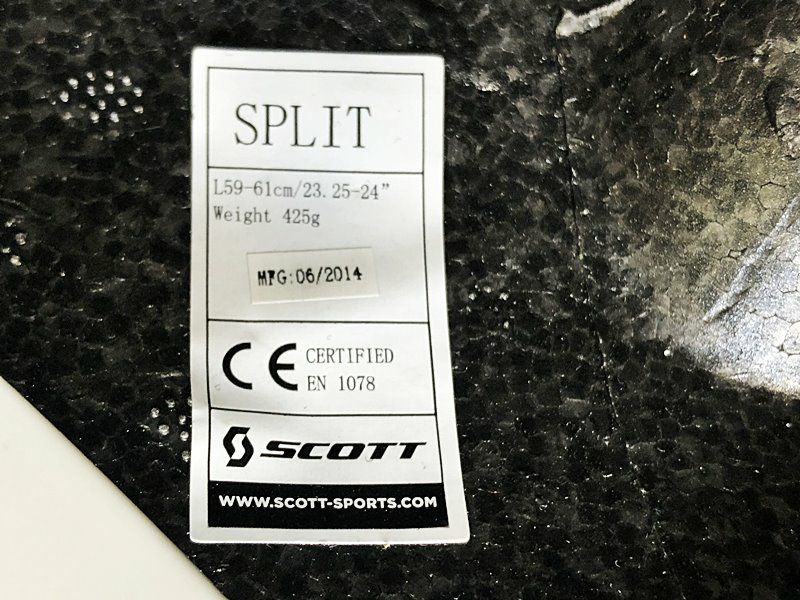 SPLIT
L59-61cm/23.25-24”
Weight 425g
MFG:06/2014
CE CERTIFIED
EN 1078
SCOTT
WWW.SCOTT-SPORTS.COM